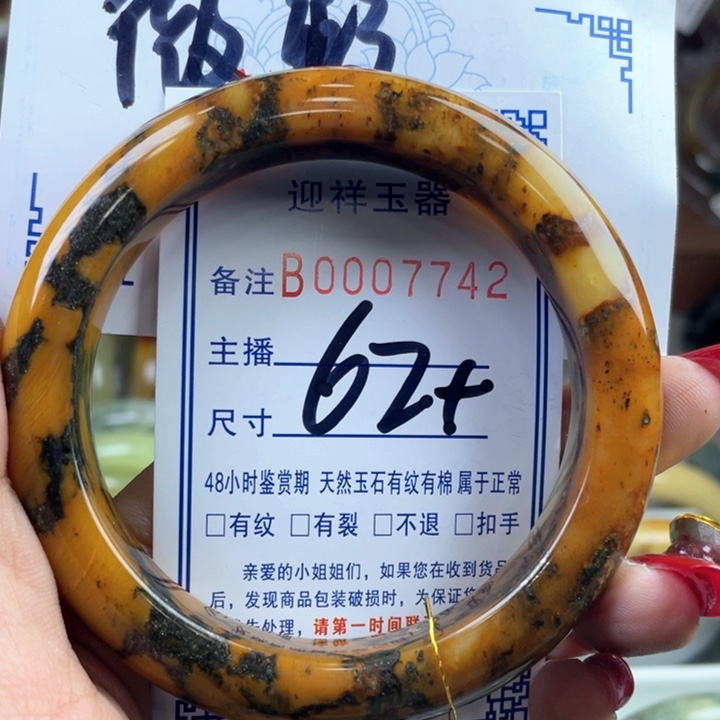 迎祥玉器
备注B0007742
主播
尺寸 62+
48小时鉴赏期 天然玉石有纹有棉属于正常
□有纹 □有裂 □不退 □扣手
亲爱的小姐姐们，如果您在收到货品
后，发现商品包装破损时，为保证您
先处理，请第一时间联